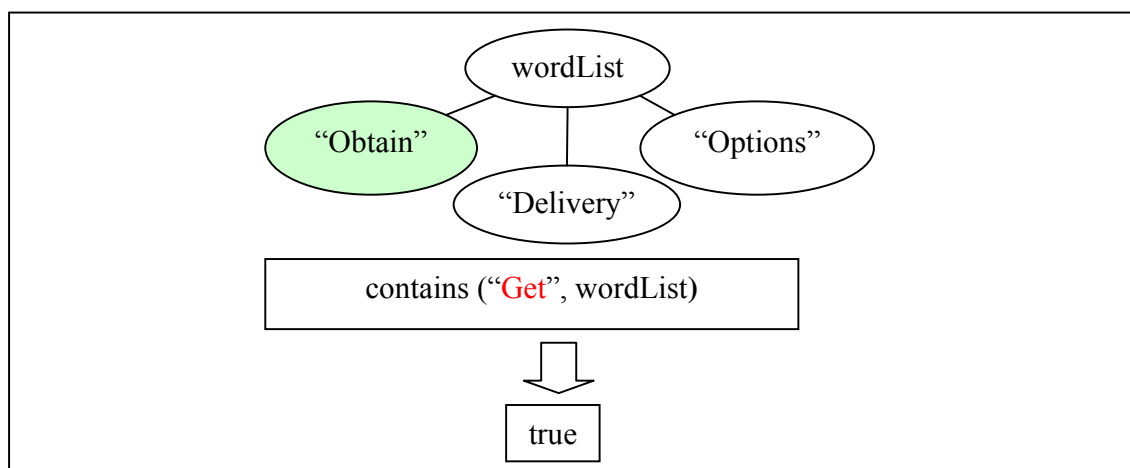 wordList
“Obtain”
“Options”
“Delivery”
contains (“Get”, wordList)
true